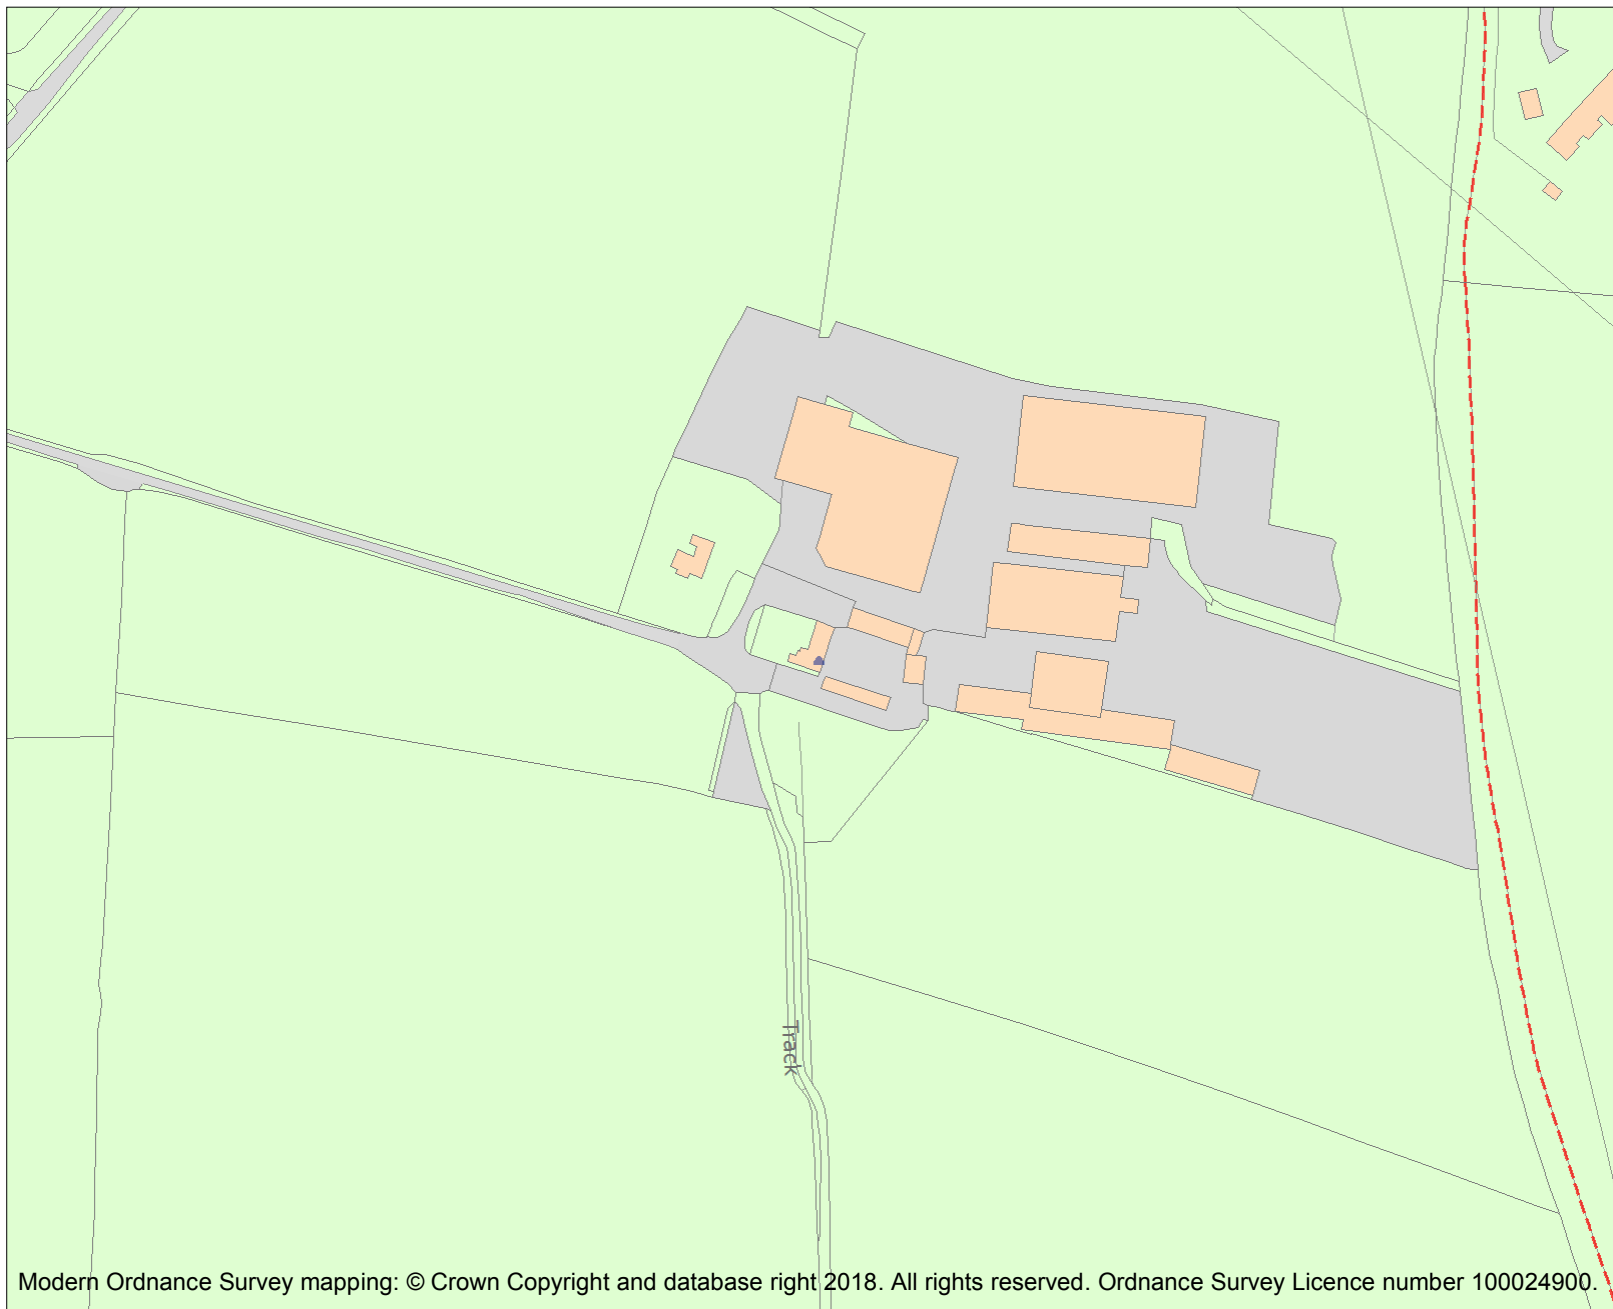 Track
Modern Ordnance Survey mapping: © Crown Copyright and database right 2018. All rights reserved. Ordnance Survey Licence number 100024900.